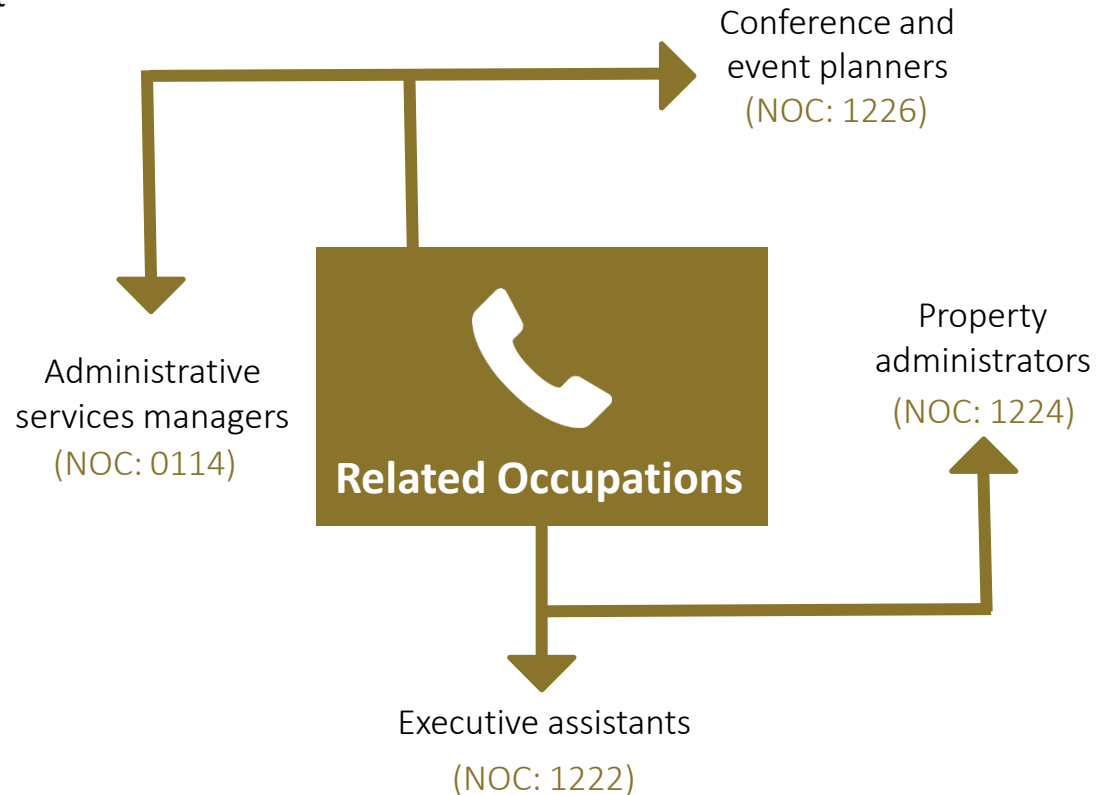 Conference and
event planners
(NOC: 1226)
Administrative
services managers
(NOC: 0114)
Related Occupations
Property
administrators
(NOC: 1224)
Executive assistants
(NOC: 1222)